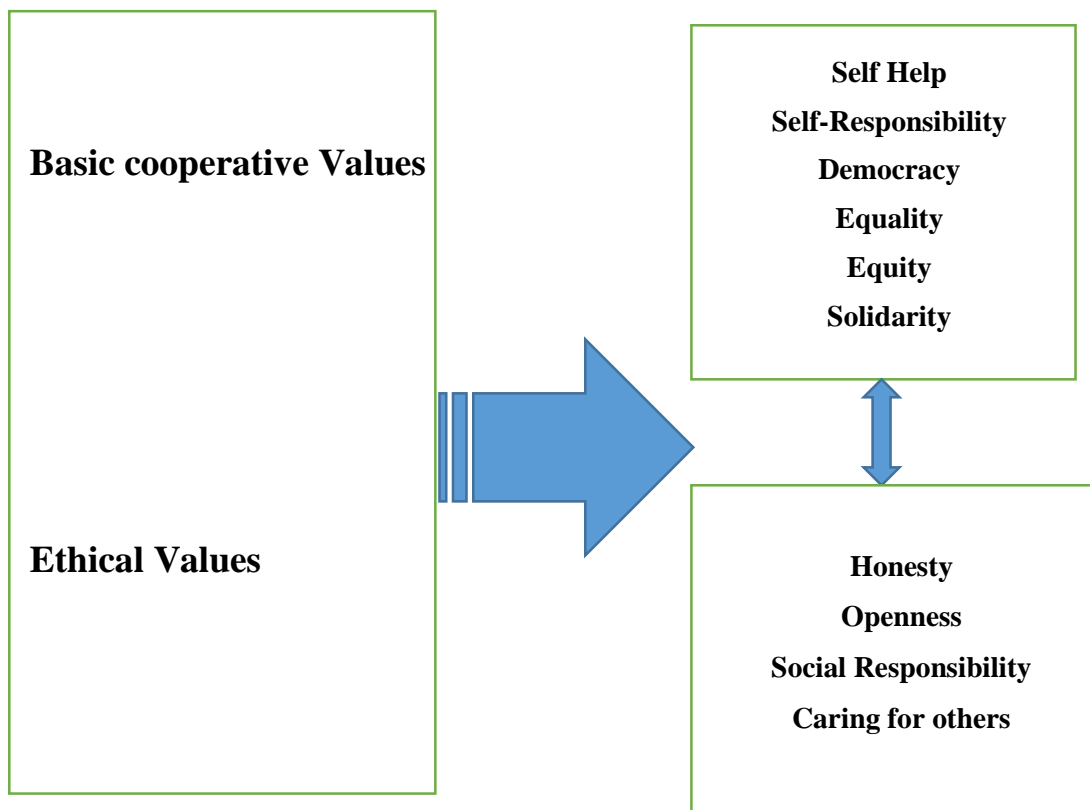 Basic cooperative Values
Ethical Values
Self Help
Self-Responsibility
Democracy
Equality
Equity
Solidarity
Honesty
Openness
Social Responsibility
Caring for others